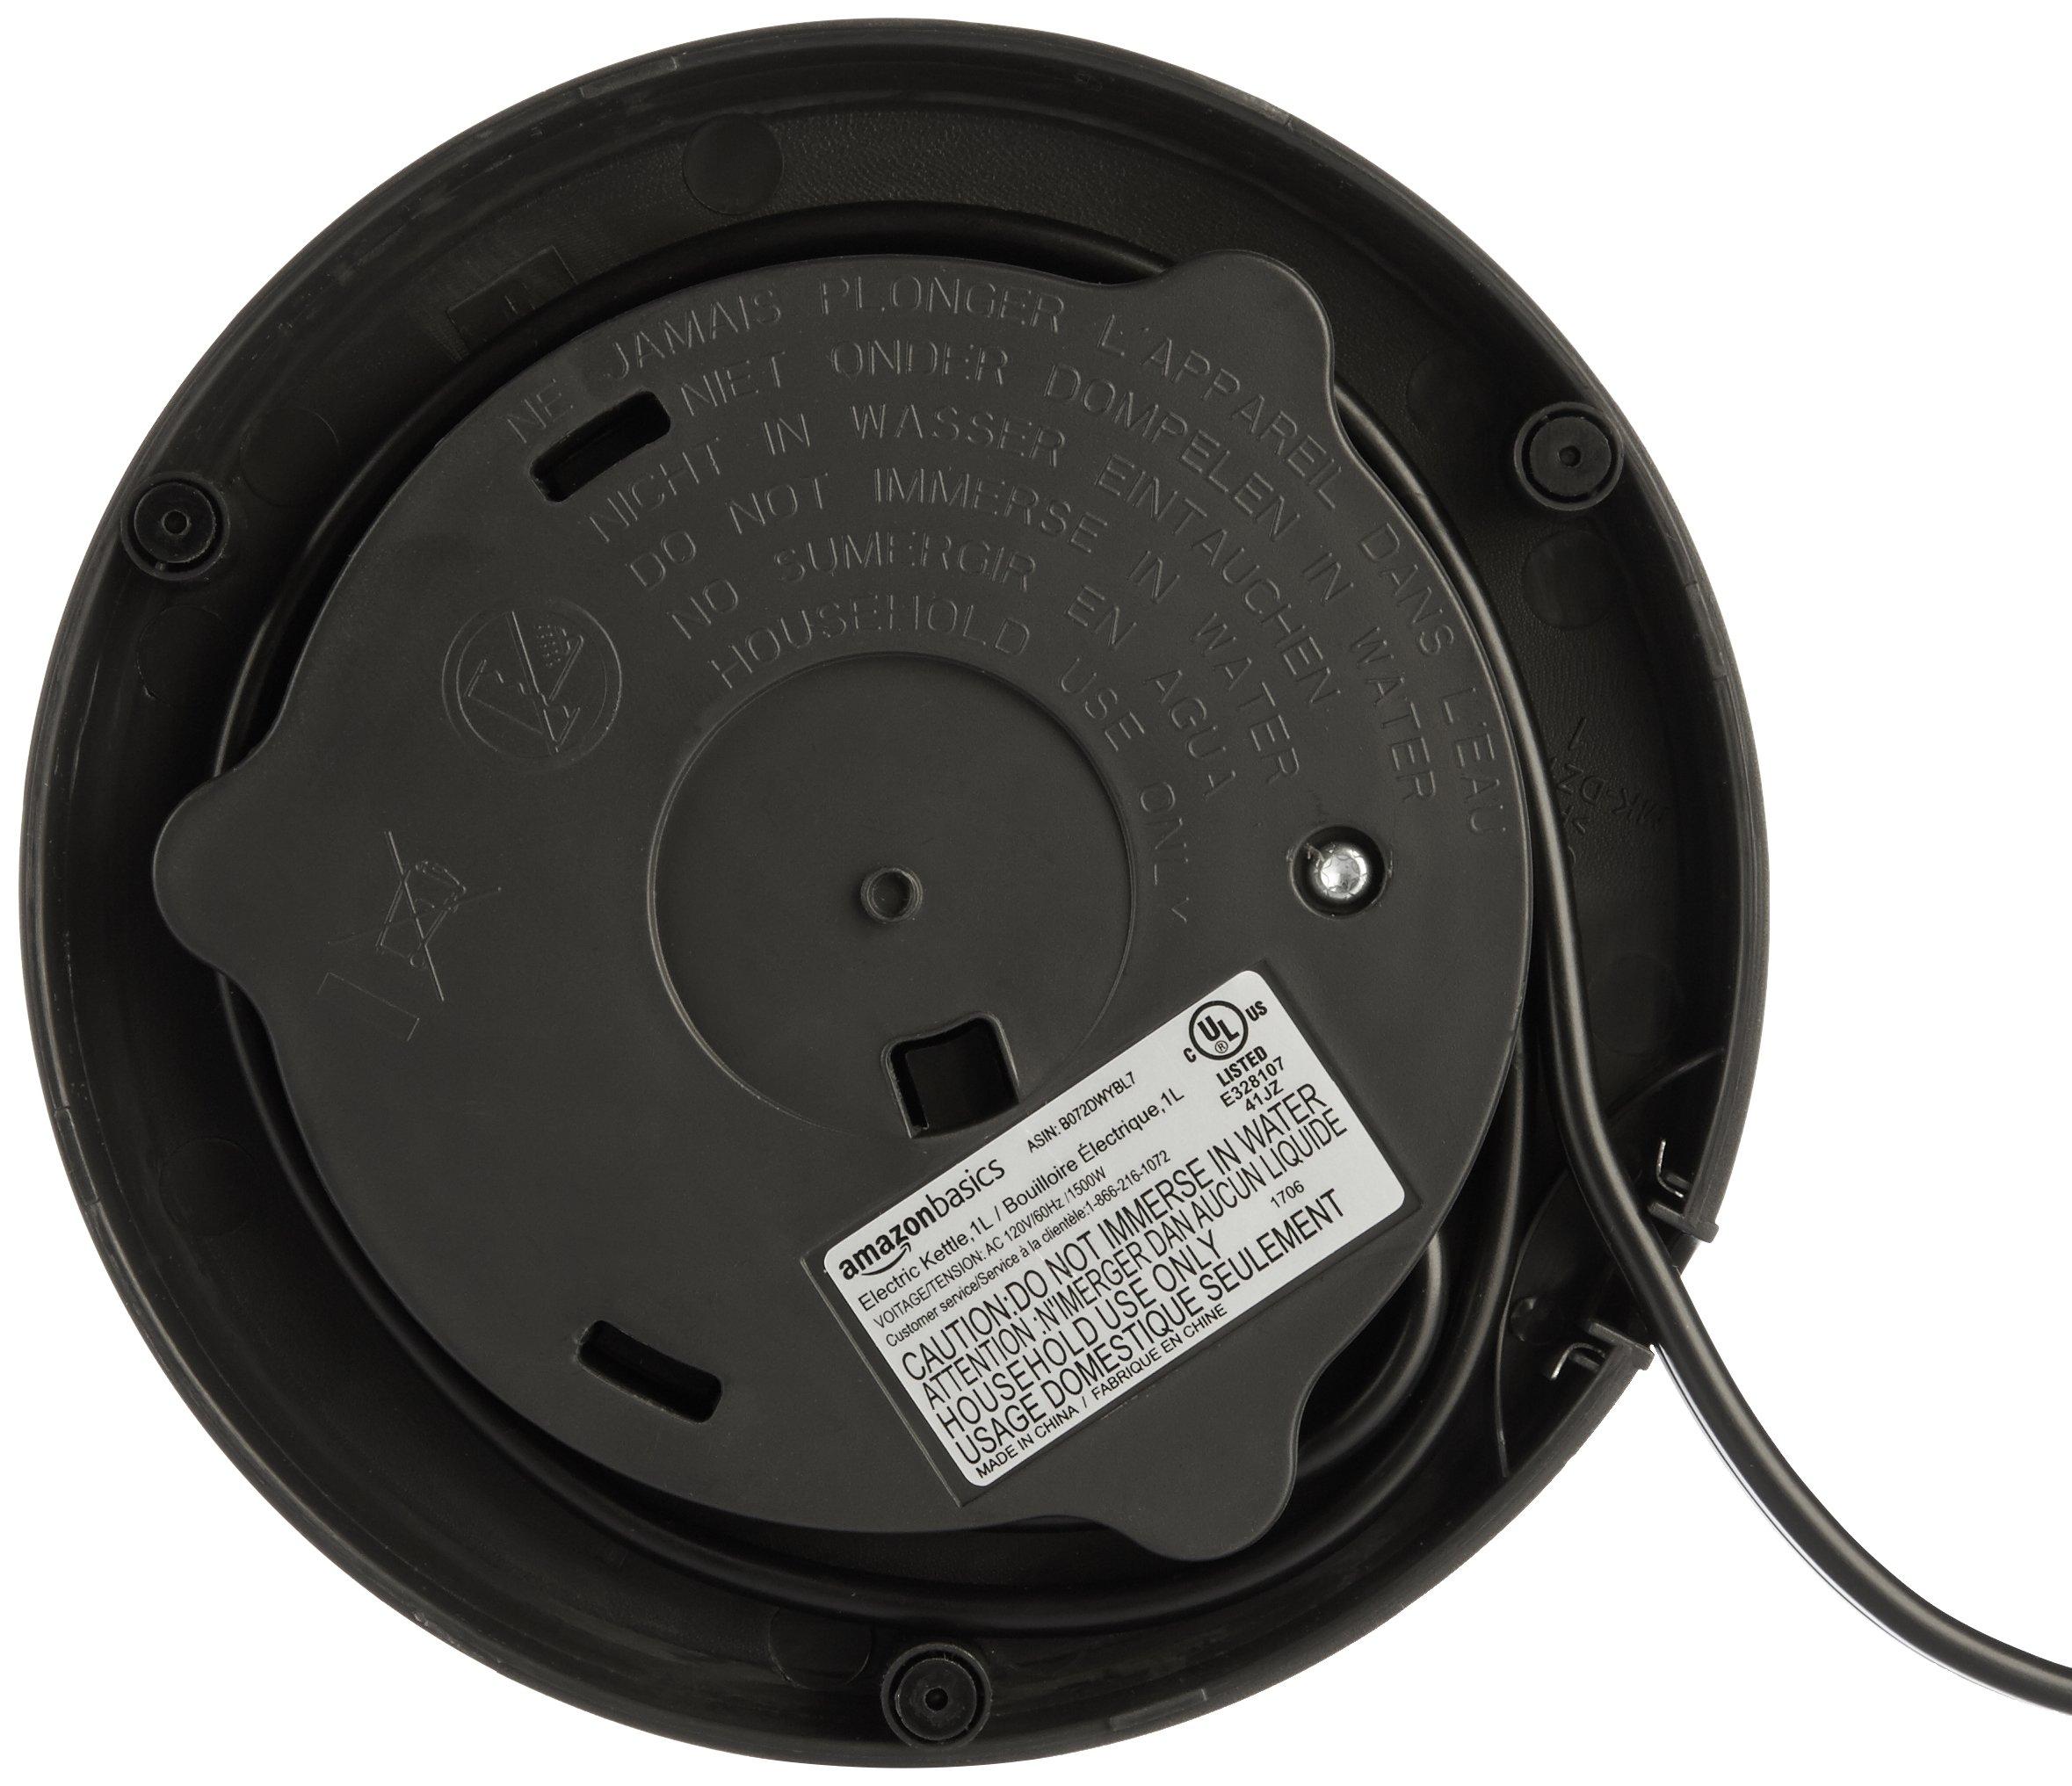 NE JAMAIS PLONGER L'APPAREIL DANS L'EAU
NIET ONDER DOMPELEN IN WATER
NICHT IN WASSER EINTAUCHEN
DO NOT IMMERSE IN WATER
NO SUMERGIR EN AGUA
HOUSEHOLD USE ONLY
C UL US
®
LISTED
E328107
41JZ
amazonbasics
ASIN: B072DWYBL7
Electric Kettle,1L / Bouilloire Électrique,1L
VOITAGE/TENSION: AC 120V/60Hz /1500W
Customer service/Service à la clientèle:1-866-216-1072
CAUTION:DO NOT IMMERSE IN WATER
ATTENTION :N'IMERGER DAN AUCUN LIQUIDE
HOUSEHOLD USE ONLY
1706
USAGE DOMESTIQUE SEULEMENT
MADE IN CHINA / FABRIQUE EN CHINE